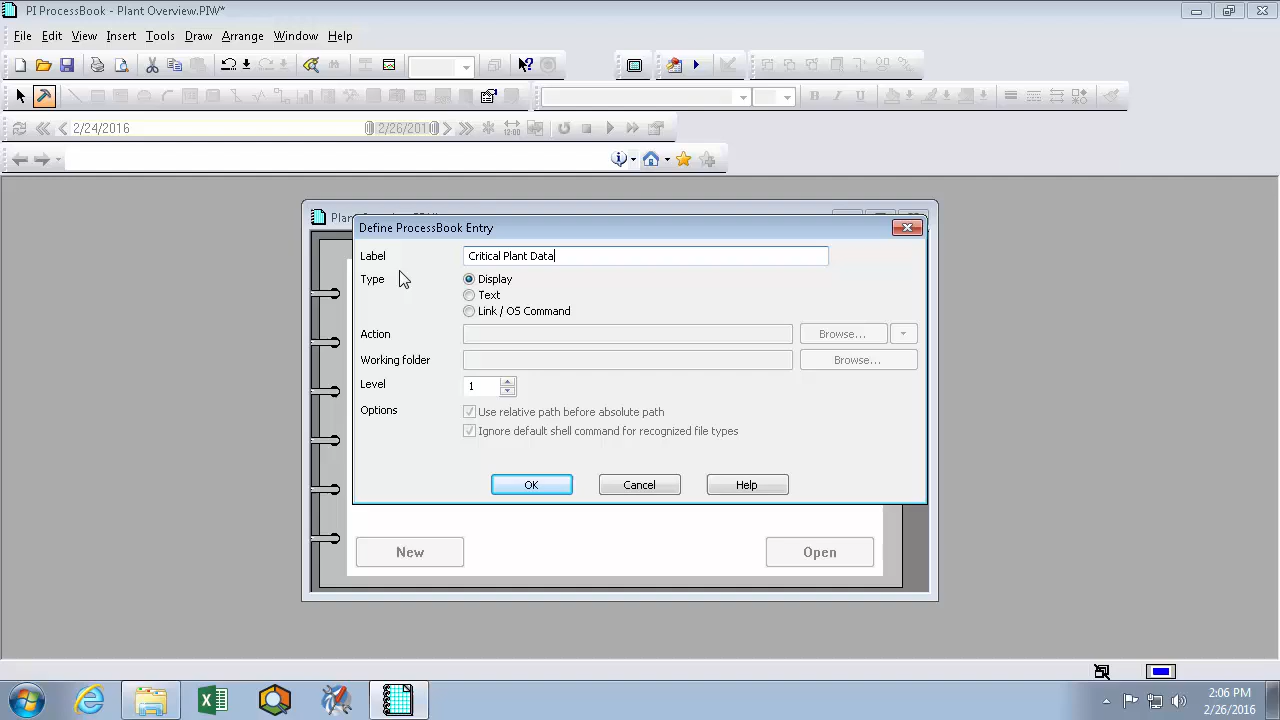 PI ProcessBook - Plant Overview.PIW*
File Edit View Insert Tools Draw Arrange Window Help
B I U
2/24/2016 2/26/201
12:00
Define ProcessBook Entry
Label Critical Plant Data
Type Display
Text
Link / OS Command
Action Browse...
Working folder Browse...
Level 1
Options Use relative path before absolute path
Ignore default shell command for recognized file types
OK Cancel Help
New Open
2:06 PM
2/26/2016